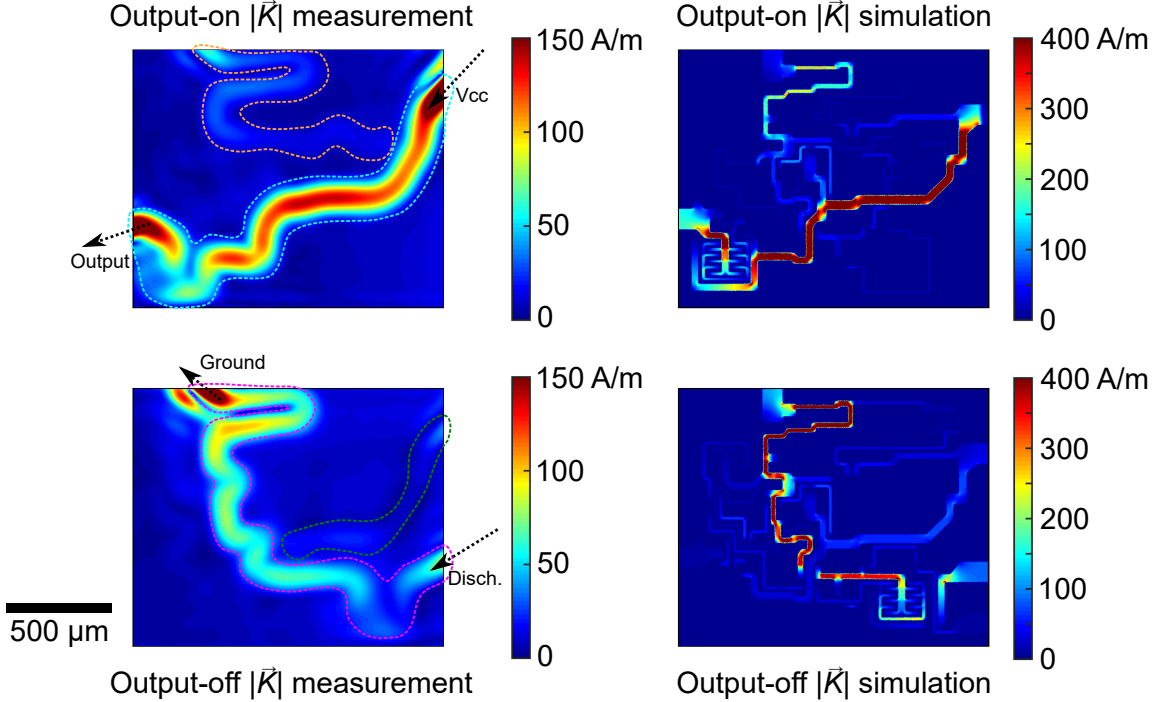 Output-on |K⃗| measurement
Output-on |K⃗| simulation
150 A/m
100
50
0
Vcc
Output
400 A/m
300
200
100
0
Ground
Disch.
150 A/m
100
50
0
400 A/m
300
200
100
0
500 µm
Output-off |K⃗| measurement
Output-off |K⃗| simulation